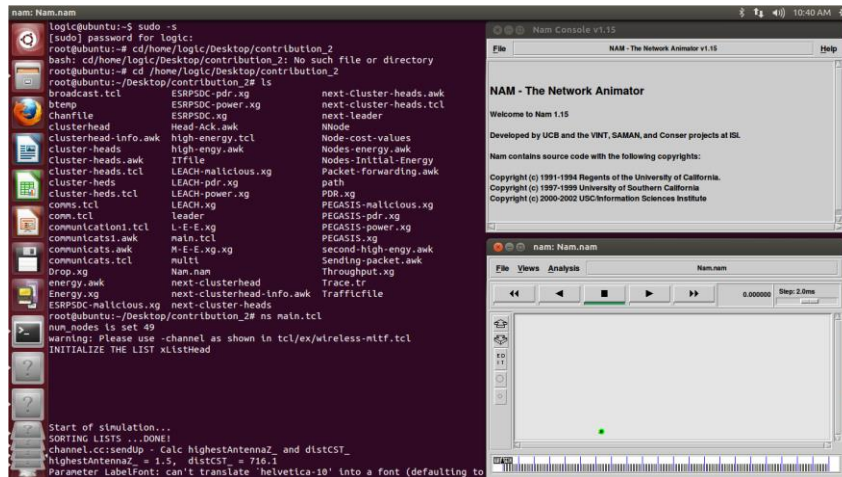 nam: Nam.nam
10:40 AM
logic@ubuntu:~$ sudo -s
[sudo] password for logic:
root@ubuntu:~# cd/home/logic/Desktop/contribution_2
bash: cd/home/logic/Desktop/contribution_2: No such file or directory
root@ubuntu:~# cd /home/logic/Desktop/contribution_2
root@ubuntu:~/Desktop/contribution_2# ls
broadcast.tcl ESRPSDC-pdr.xg next-Cluster-heads.awk
btemp ESRPSDC-power.xg next-cluster-heads.tcl
Chanfile ESRPSDC.xg next-leader
clusterhead Head-Ack.awk NNode
clusterhead-info.awk high-energy.tcl Node-cost-values
cluster-heads high-engy.awk Nodes-energy.awk
Cluster-heads.awk ITfile Nodes-Initial-Energy
cluster-heads.tcl LEACH-malicious.xg Packet-forwarding.awk
cluster-heds LEACH-pdr.xg path
cluster-heds.tcl LEACH-power.xg PDR.xg
comms.tcl LEACH.xg PEGASIS-malicious.xg
comm.tcl leader PEGASIS-pdr.xg
communication1.tcl L-E-E.xg PEGASIS-power.xg
communicats1.awk main.tcl PEGASIS.xg
communicats.awk M-E-E.xg.xg second-high-engy.awk
communicats.tcl multi Sending-packet.awk
Drop.xg Nam.nam Throughput.xg
energy.awk next-clusterhead Trace.tr
Energy.xg next-clusterhead-info.awk Trafficfile
ESRPSDC-malicious.xg next-cluster-heads
root@ubuntu:~/Desktop/contribution_2# ns main.tcl
num_nodes is set 49
warning: Please use -channel as shown in tcl/ex/wireless-mitf.tcl
INITIALIZE THE LIST xListHead
Start of simulation...
SORTING LISTS ...DONE!
channel.cc:sendUp - Calc highestAntennaZ_ and distCST_
highestAntennaZ_ = 1.5, distCST_ = 716.1
Parameter LabelFont: can't translate `helvetica-10' into a font (defaulting to
Nam Console v1.15
File NAM - The Network Animator v1.15 Help
NAM - The Network Animator
Welcome to Nam 1.15
Developed by UCB and the VINT, SAMAN, and Conser projects at ISI.
Nam contains source code with the following copyrights:
Copyright (c) 1991-1994 Regents of the University of California.
Copyright (c) 1997-1999 University of Southern California
Copyright (c) 2000-2002 USC/Information Sciences Institute
nam: Nam.nam
File Views Analysis Nam.nam
0.000000 Step: 2.0ms
ED
IT